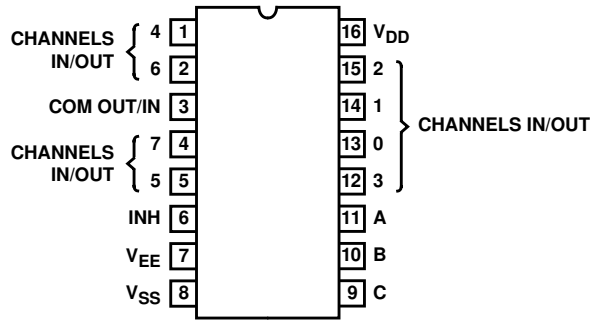 CHANNELS IN/OUT
4 1
6 2
COM OUT/IN 3
CHANNELS IN/OUT
7 4
5 5
INH 6
VEE 7
VSS 8
16 VDD
15 2
14 1
13 0
12 3
CHANNELS IN/OUT
11 A
10 B
9 C